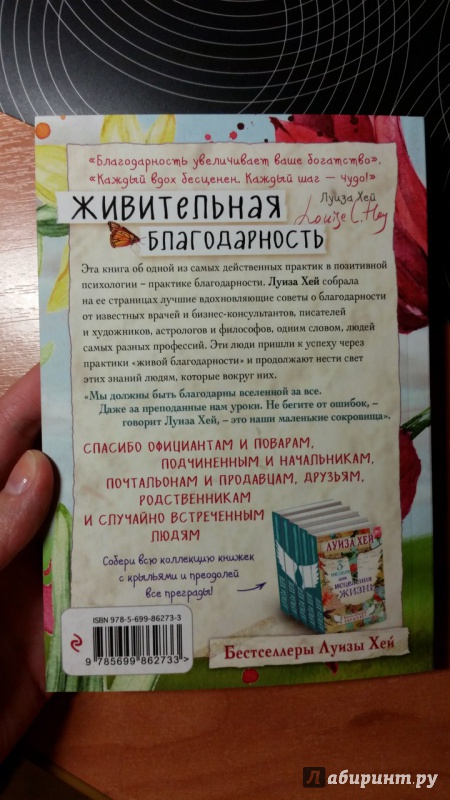 «Благодарность увеличивает ваше богатство».
«Каждый вдох бесценен. Каждый шаг – чудо!»
Луиза Хей
Louise L. Hay
ЖИВИТЕЛЬНАЯ
БЛАГОДАРНОСТЬ
Эта книга об одной из самых действенных практик в позитивной
психологии – практике благодарности. Луиза Хей собрала
на ее страницах лучшие вдохновляющие советы о благодарности
от известных врачей и бизнес-консультантов, писателей
и художников, астрологов и философов, одним словом, людей
самых разных профессий. Эти люди пришли к успеху через
практики «живой благодарности» и продолжают нести свет
этих знаний людям, которые вокруг них.
«Мы должны быть благодарны вселенной за все.
Даже за преподанные нам уроки. Не бегите от ошибок, –
говорит Луиза Хей, – это наши маленькие сокровища».
СПАСИБО ОФИЦИАНТАМ И ПОВАРАМ,
ПОДЧИНЕННЫМ И НАЧАЛЬНИКАМ,
ПОЧТАЛЬОНАМ И ПРОДАВЦАМ, ДРУЗЬЯМ,
РОДСТВЕННИКАМ
И СЛУЧАЙНО ВСТРЕЧЕННЫМ
ЛЮДЯМ
Собери всю коллекцию книжек
с крыльями и преодолей
все преграды!
ЛУИЗА ХЕЙ
3
ИСЦЕЛЕНИЯ
ЖИЗНИ
ISBN 978-5-699-86273-3
9 785699 862733 >
Бестселлеры Луизы Хей
Лабиринт.ру